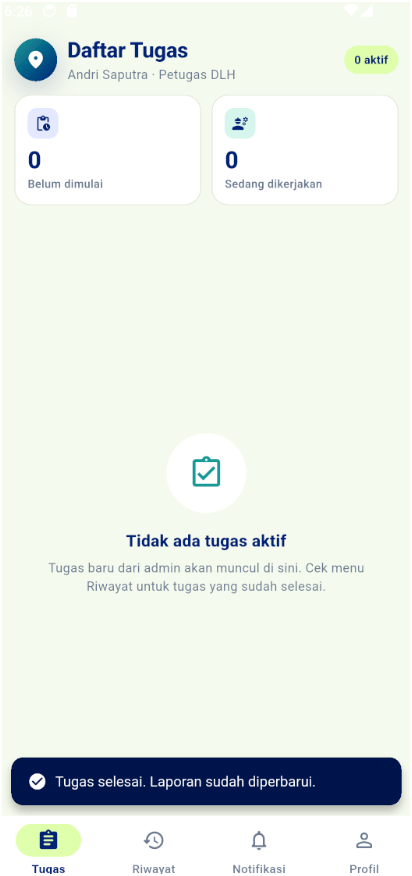 6:26
Daftar Tugas
Andri Saputra · Petugas DLH
0 aktif
0
Belum dimulai
0
Sedang dikerjakan
Tidak ada tugas aktif
Tugas baru dari admin akan muncul di sini. Cek menu
Riwayat untuk tugas yang sudah selesai.
Tugas selesai. Laporan sudah diperbarui.
Tugas
Riwayat
Notifikasi
Profil